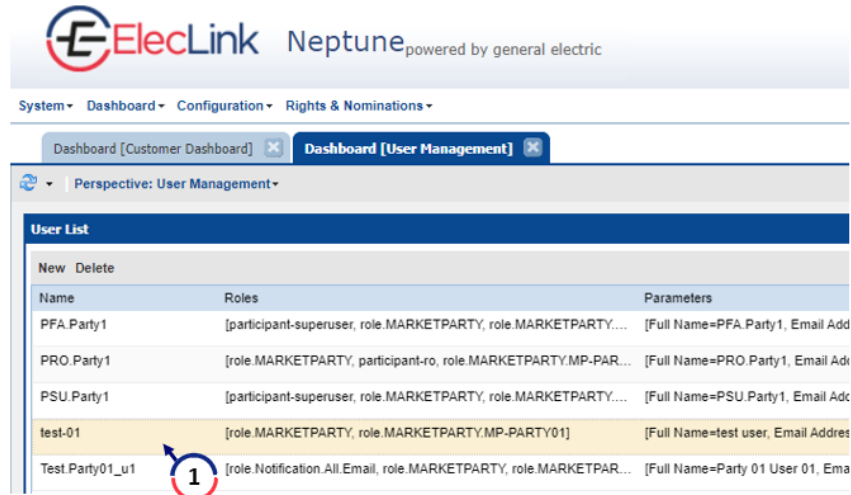 ElecLink Neptune powered by general electric
System Dashboard Configuration Rights & Nominations
Dashboard [Customer Dashboard] Dashboard [User Management]
Perspective: User Management
User List
New Delete
Name Roles Parameters
PFA.Party1 [participant-superuser, role.MARKETPARTY, role.MARKETPARTY.... [Full Name=PFA.Party1, Email Add
PRO.Party1 [role.MARKETPARTY, participant-ro, role.MARKETPARTY.MP-PAR... [Full Name=PRO.Party1, Email Add
PSU.Party1 [participant-superuser, role.MARKETPARTY, role.MARKETPARTY.... [Full Name=PSU.Party1, Email Add
test-01 [role.MARKETPARTY, role.MARKETPARTY.MP-PARTY01] [Full Name=test user, Email Addres
Test.Party01_u1 [role.Notification.All.Email, role.MARKETPARTY, role.MARKETPAR... [Full Name=Party 01 User 01, Ema
1